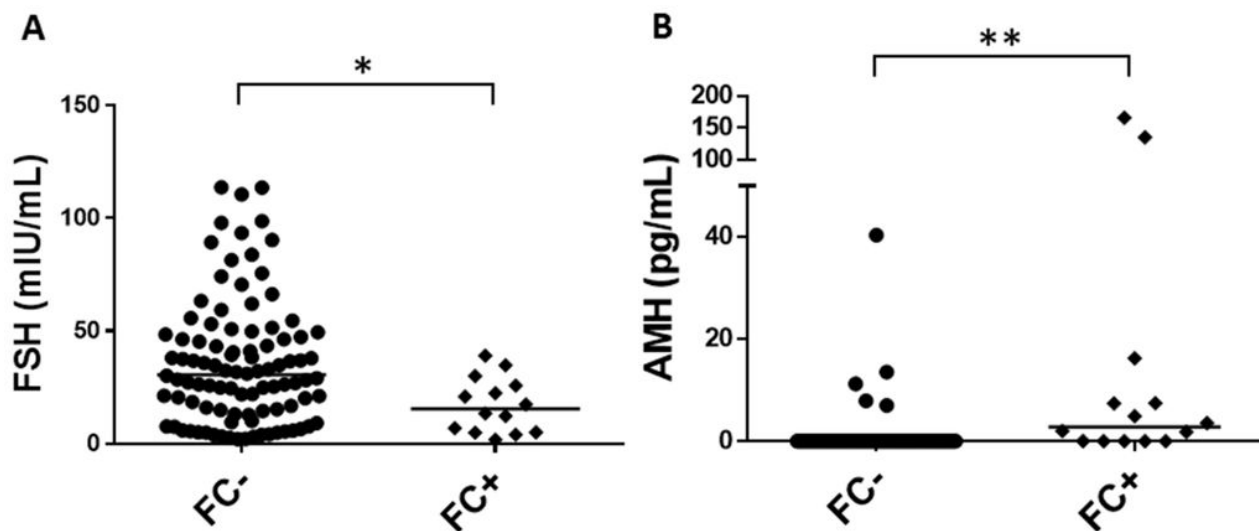 A
*
FSH (mIU/mL)
150
100
50
0
FC-
FC+
B
**
AMH (pg/mL)
200
150
100
40
20
0
FC-
FC+